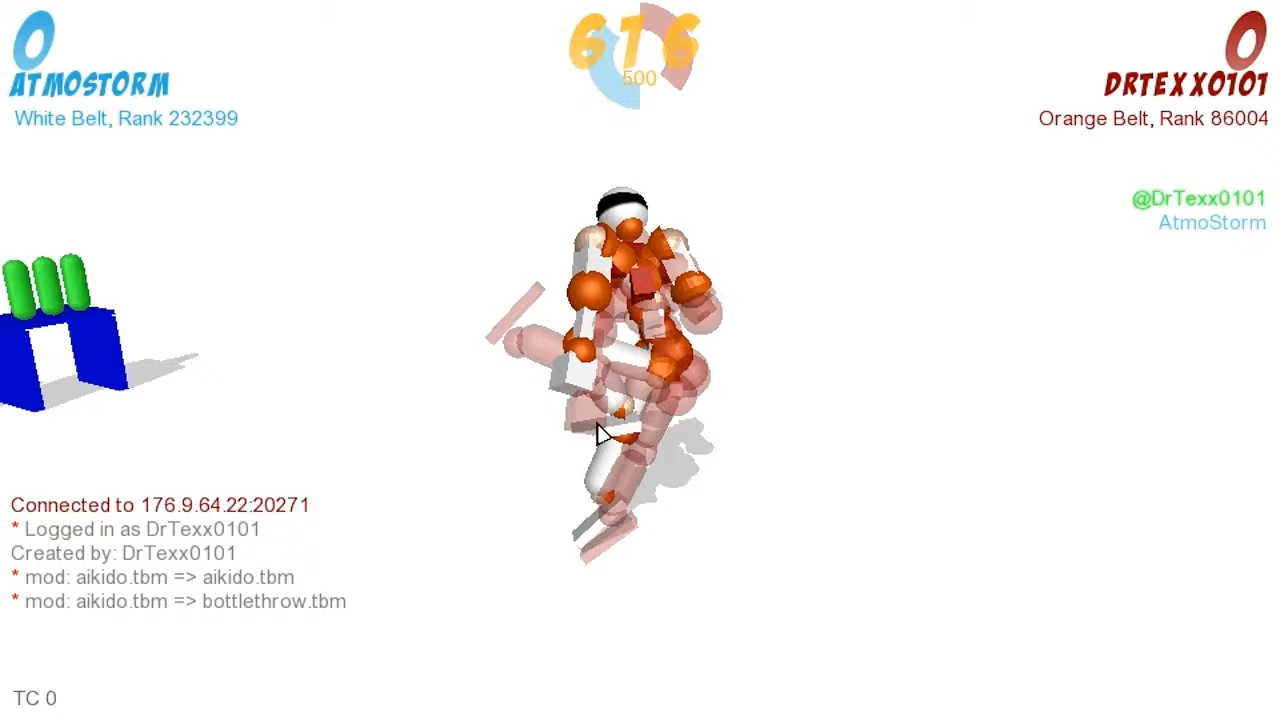 0
ATMOSTORM
White Belt, Rank 232399
616
500
0
DRTEXX0101
Orange Belt, Rank 86004
@DrTexx0101
AtmoStorm
Connected to 176.9.64.22:20271
* Logged in as DrTexx0101
Created by: DrTexx0101
* mod: aikido.tbm => aikido.tbm
* mod: aikido.tbm => bottlethrow.tbm
TC 0